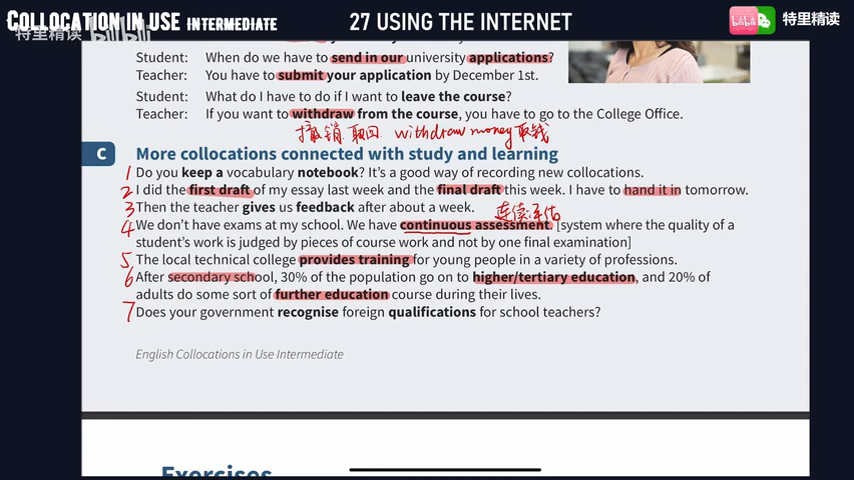 COLLOCATION IN USE INTERMEDIATE
27 USING THE INTERNET
特里精读
特里精读 bilibili
Student: When do we have to send in our university applications?
Teacher: You have to submit your application by December 1st.
Student: What do I have to do if I want to leave the course?
Teacher: If you want to withdraw from the course, you have to go to the College Office.
撤销 取回 withdraw money 取钱
C More collocations connected with study and learning
1 Do you keep a vocabulary notebook? It's a good way of recording new collocations.
2 I did the first draft of my essay last week and the final draft this week. I have to hand it in tomorrow.
3 Then the teacher gives us feedback after about a week.
连续评估
4 We don't have exams at my school. We have continuous assessment. [system where the quality of a
student's work is judged by pieces of course work and not by one final examination]
5 The local technical college provides training for young people in a variety of professions.
6 After secondary school, 30% of the population go on to higher/tertiary education, and 20% of
adults do some sort of further education course during their lives.
7 Does your government recognise foreign qualifications for school teachers?
English Collocations in Use Intermediate
Exercises